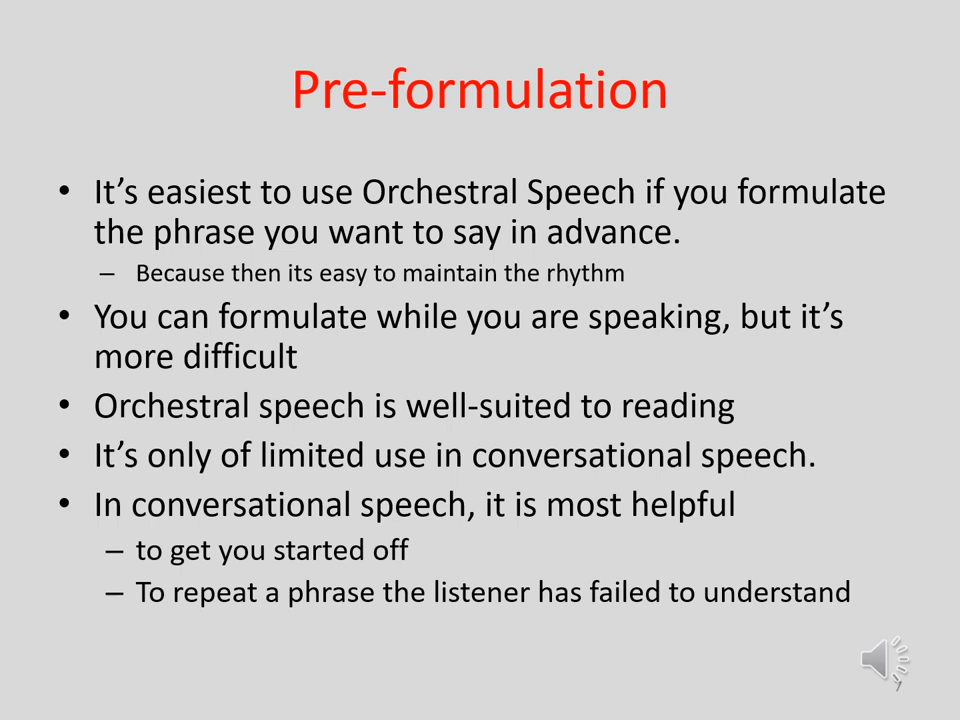 Pre-formulation
• It’s easiest to use Orchestral Speech if you formulate
the phrase you want to say in advance.
– Because then its easy to maintain the rhythm
• You can formulate while you are speaking, but it’s
more difficult
• Orchestral speech is well-suited to reading
• It’s only of limited use in conversational speech.
• In conversational speech, it is most helpful
– to get you started off
– To repeat a phrase the listener has failed to understand
7